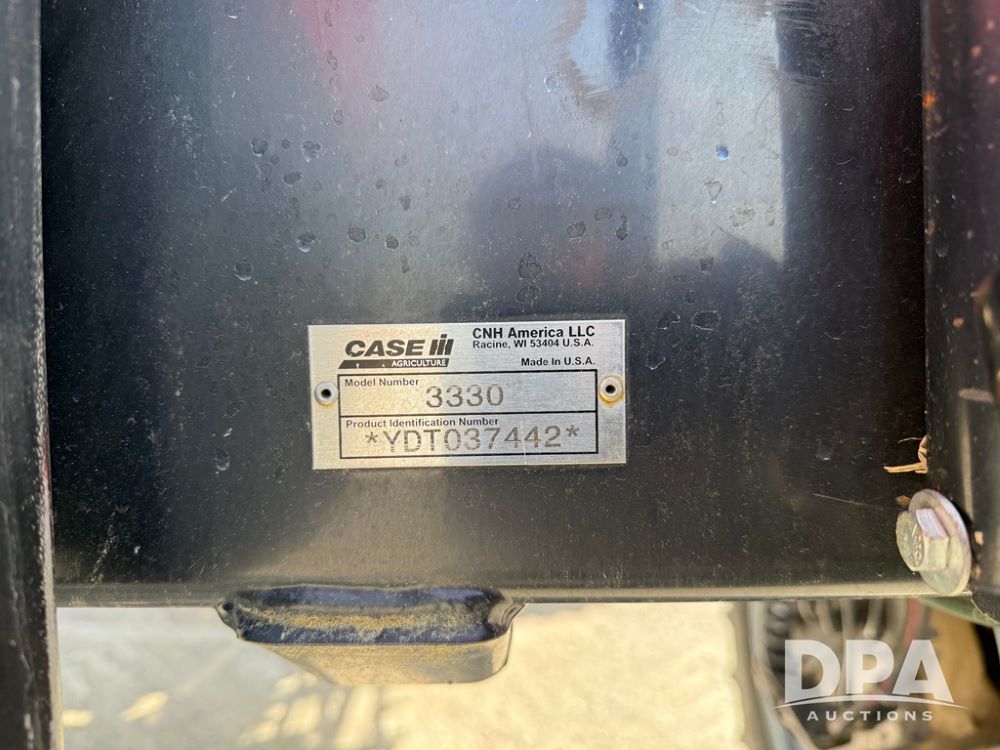 CASE IH
AGRICULTURE
CNH America LLC
Racine, WI 53404 U.S.A.
Made In U.S.A.
Model Number
3330
Product Identification Number
*YDT037442*
DPA
AUCTIONS